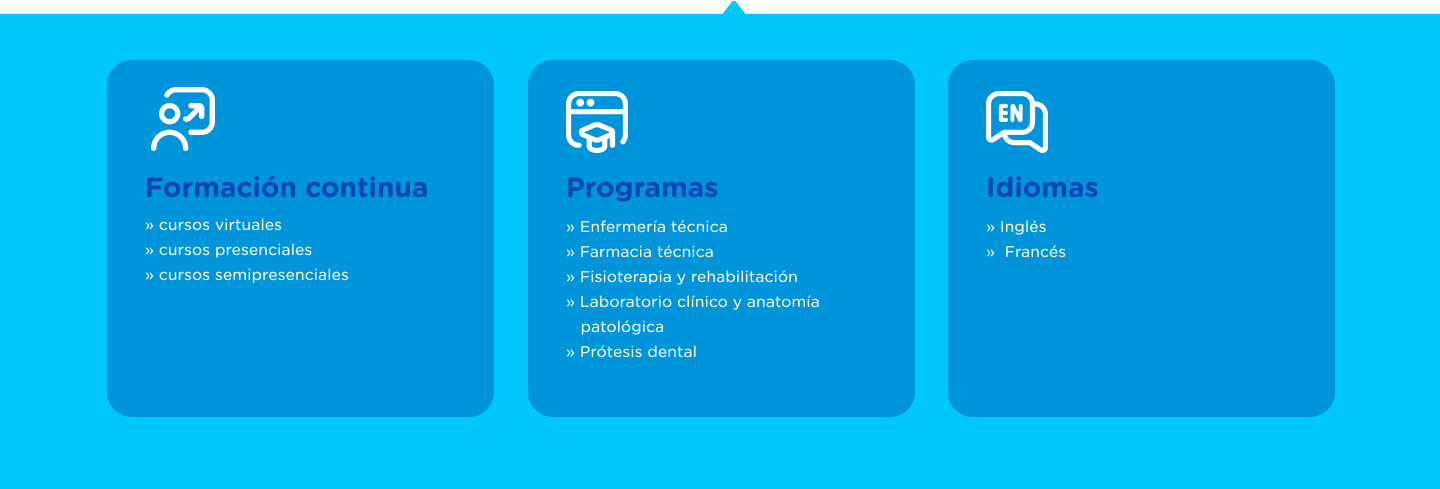 Formación continua
» cursos virtuales
» cursos presenciales
» cursos semipresenciales
Programas
» Enfermería técnica
» Farmacia técnica
» Fisioterapia y rehabilitación
» Laboratorio clínico y anatomía
patológica
» Prótesis dental
EN
Idiomas
» Inglés
» Francés